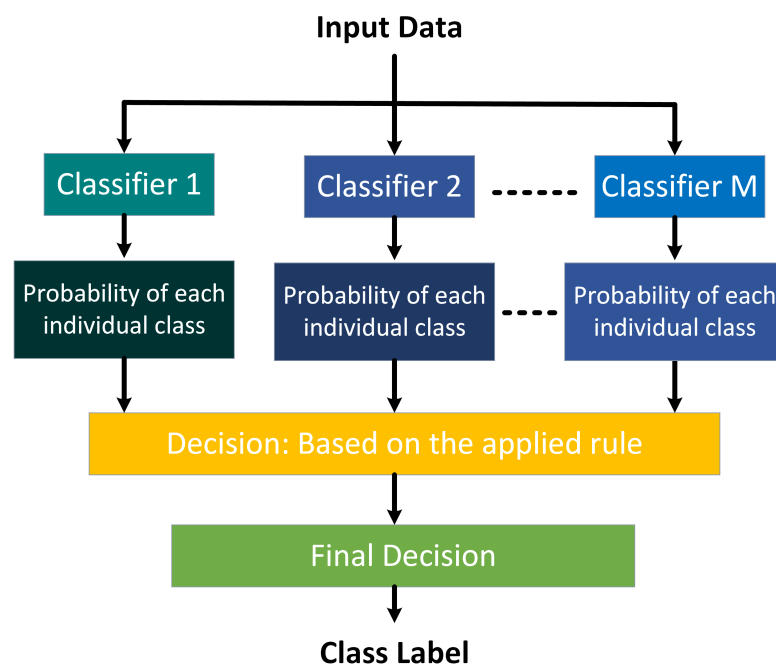 Input Data
Classifier 1
Classifier 2
Classifier M
Probability of each
individual class
Probability of each
individual class
Probability of each
individual class
Decision: Based on the applied rule
Final Decision
Class Label